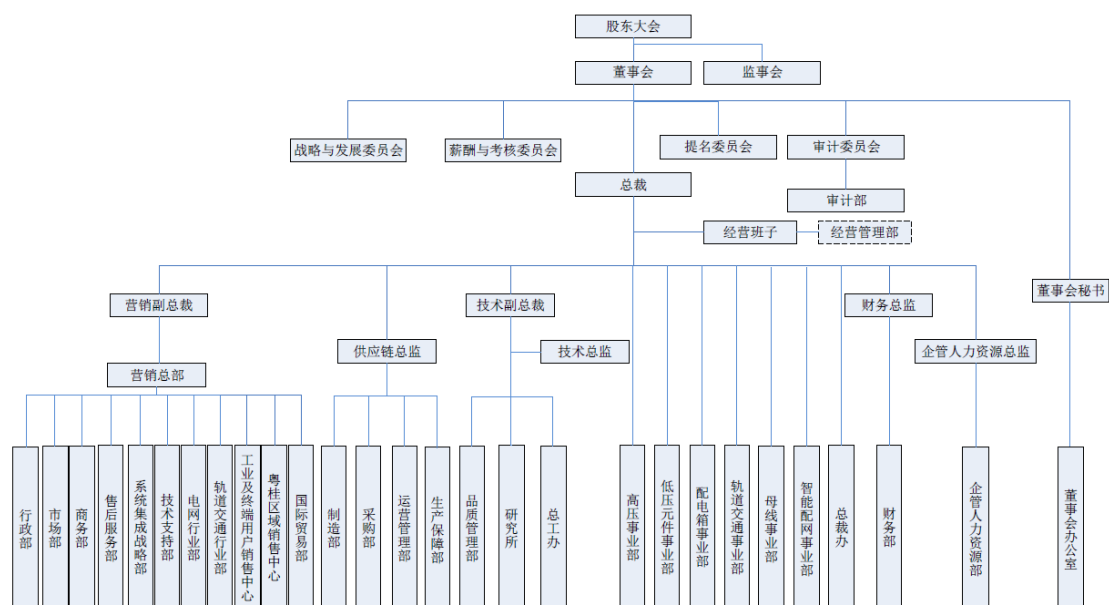 股东大会
董事会
监事会
战略与发展委员会
薪酬与考核委员会
提名委员会
审计委员会
总裁
审计部
经营班子
经营管理部
营销副总裁
技术副总裁
财务总监
董事会秘书
供应链总监
技术总监
企管人力资源总监
营销总部
行政部
市场部
商务部
售后服务部
系统集成战略部
技术支持部
电网行业部
轨道交通行业部
工业及终端用户销售中心
粤桂区域销售中心
国际贸易部
制造部
采购部
运营管理部
生产保障部
品质管理部
研究所
总工办
高压事业部
低压元件事业部
配电箱事业部
轨道交通事业部
母线事业部
智能配网事业部
总裁办
财务部
企管人力资源部
董事会办公室